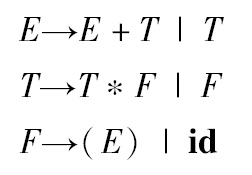 E→E + T | T
T→T * F | F
F→( E ) | id